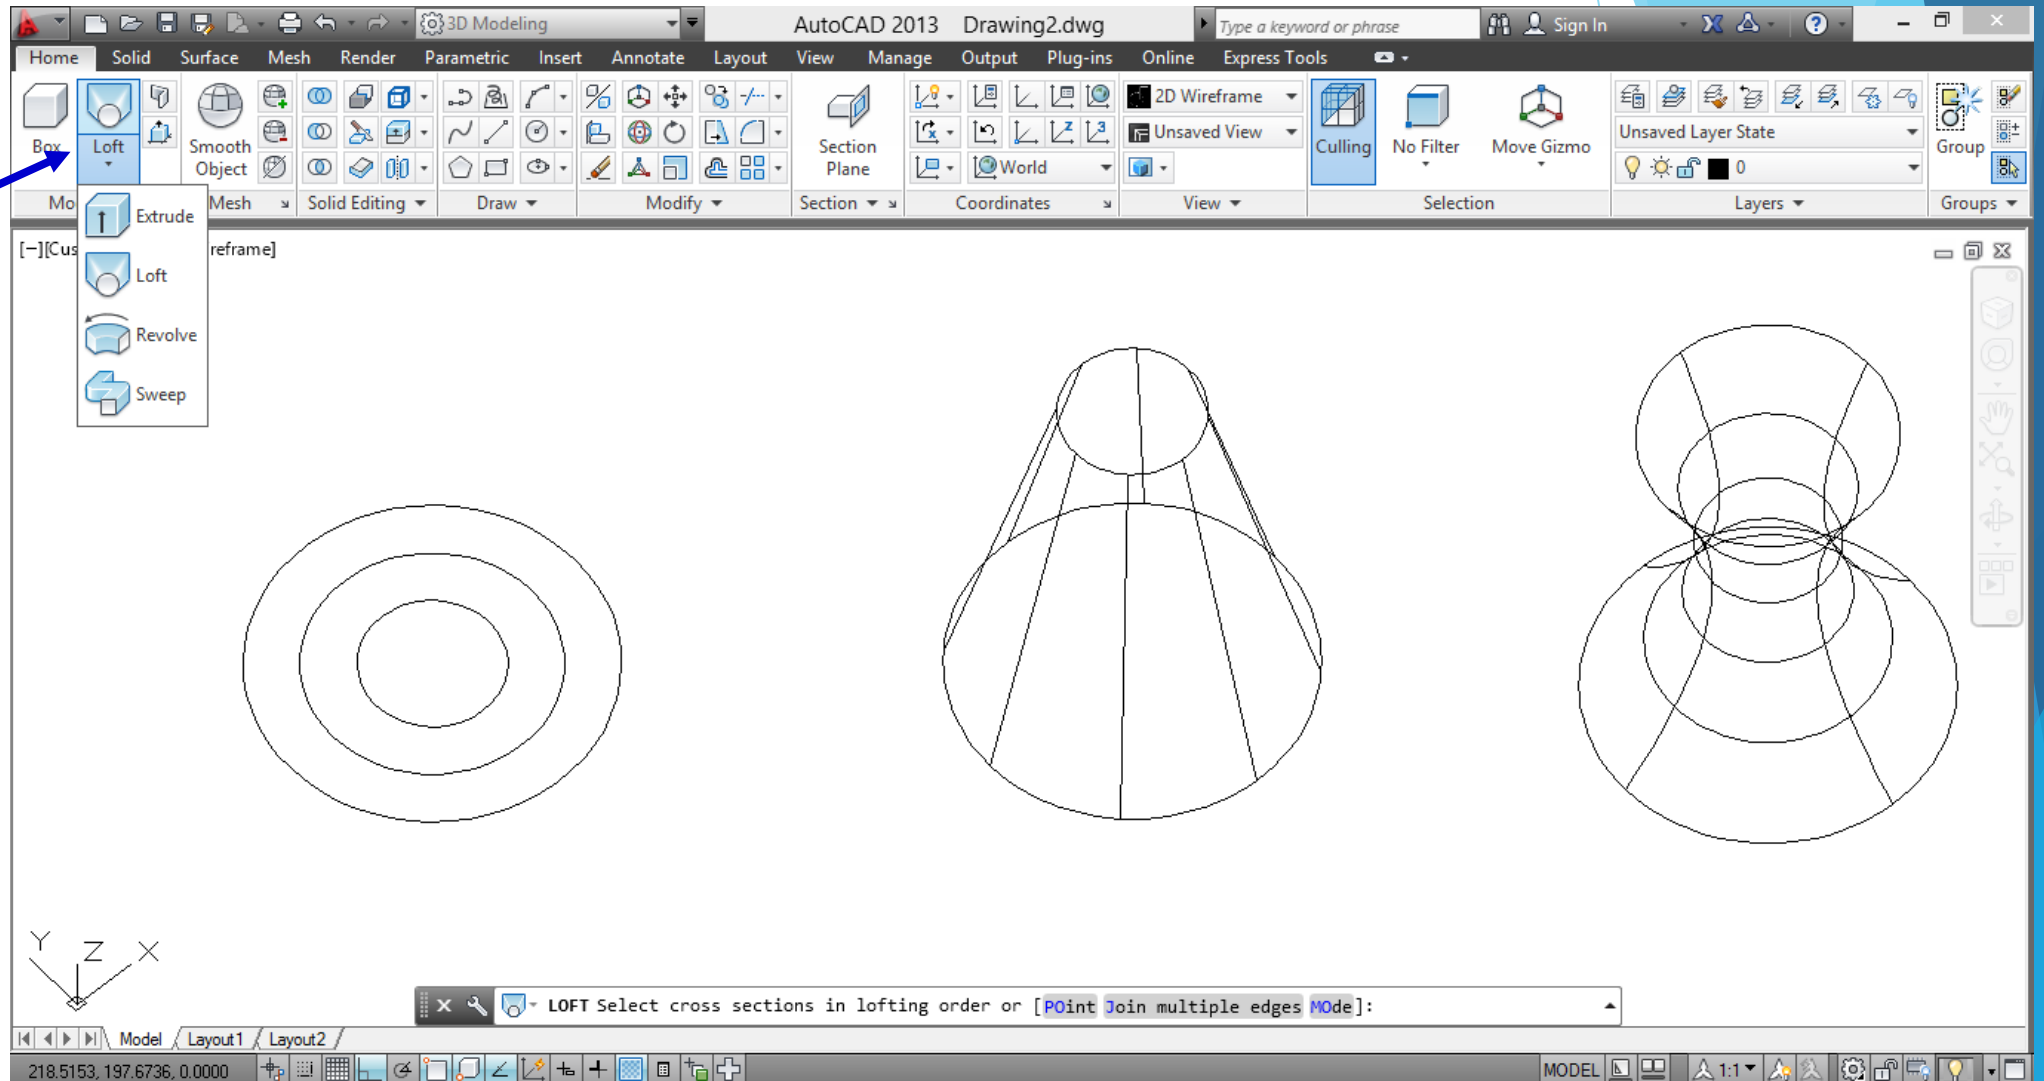 3D Modeling AutoCAD 2013 Drawing2.dwg Type a keyword or phrase Sign In
Home Solid Surface Mesh Render Parametric Insert Annotate Layout View Manage Output Plug-ins Online Express Tools
2D Wireframe
Unsaved View
World
Unsaved Layer State
0
Box
Loft
Smooth
Object
Section
Plane
Culling
No Filter
Move Gizmo
Group
Mo
Mesh
Solid Editing
Draw
Modify
Section
Coordinates
View
Selection
Layers
Groups
Extrude
Loft
Revolve
Sweep
[−][Cus reframe]
Y
Z
X
LOFT Select cross sections in lofting order or [POint Join multiple edges MOde]:
Model Layout1 Layout2
218.5153, 197.6736, 0.0000
MODEL
1:1